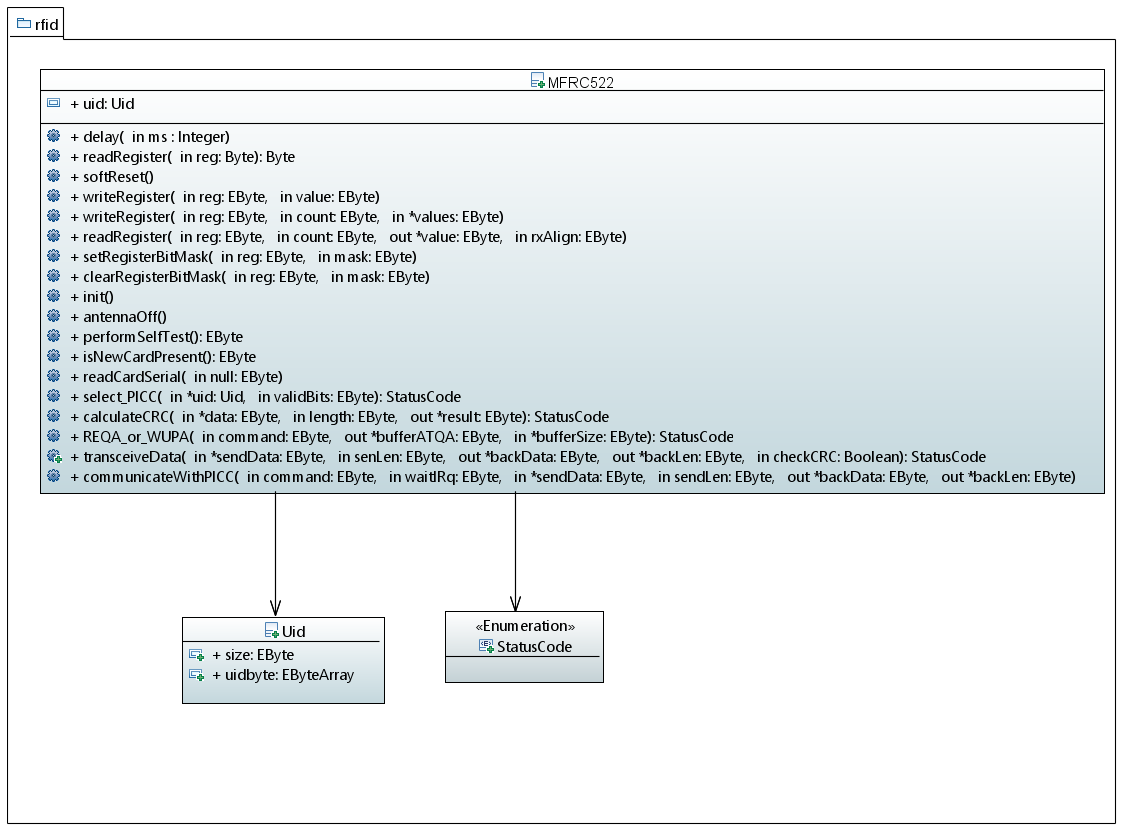 rfid
MFRC522
+ uid: Uid
+ delay( in ms : Integer)
+ readRegister( in reg: Byte): Byte
+ softReset()
+ writeRegister( in reg: EByte, in value: EByte)
+ writeRegister( in reg: EByte, in count: EByte, in *values: EByte)
+ readRegister( in reg: EByte, in count: EByte, out *value: EByte, in rxAlign: EByte)
+ setRegisterBitMask( in reg: EByte, in mask: EByte)
+ clearRegisterBitMask( in reg: EByte, in mask: EByte)
+ init()
+ antennaOff()
+ performSelfTest(): EByte
+ isNewCardPresent(): EByte
+ readCardSerial( in null: EByte)
+ select_PICC( in *uid: Uid, in validBits: EByte): StatusCode
+ calculateCRC( in *data: EByte, in length: EByte, out *result: EByte): StatusCode
+ REQA_or_WUPA( in command: EByte, out *bufferATQA: EByte, in *bufferSize: EByte): StatusCode
+ transceiveData( in *sendData: EByte, in senLen: EByte, out *backData: EByte, out *backLen: EByte, in checkCRC: Boolean): StatusCode
+ communicateWithPICC( in command: EByte, in waitIRq: EByte, in *sendData: EByte, in sendLen: EByte, out *backData: EByte, out *backLen: EByte)
Uid
+ size: EByte
+ uidbyte: EByteArray
«Enumeration»
StatusCode